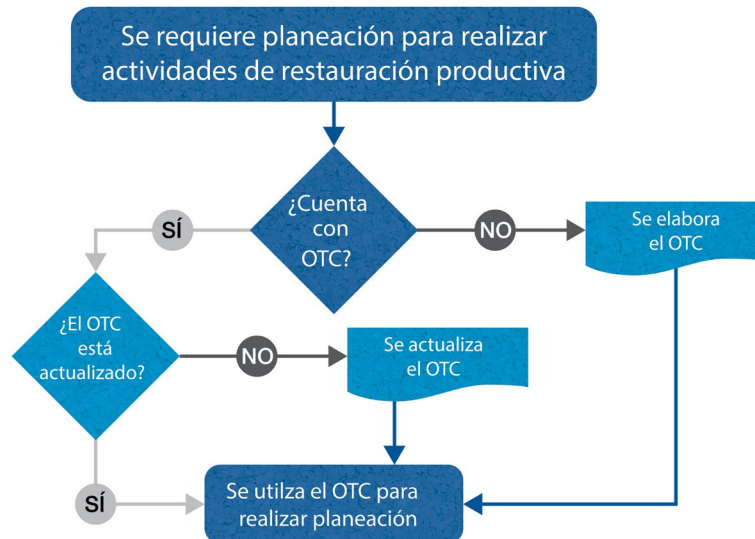 Se requiere planeación para realizar
actividades de restauración productiva
¿Cuenta
con
OTC?
SÍ
NO
Se elabora
el OTC
¿El OTC
está
actualizado?
NO
Se actualiza
el OTC
SÍ
Se utilza el OTC para
realizar planeación